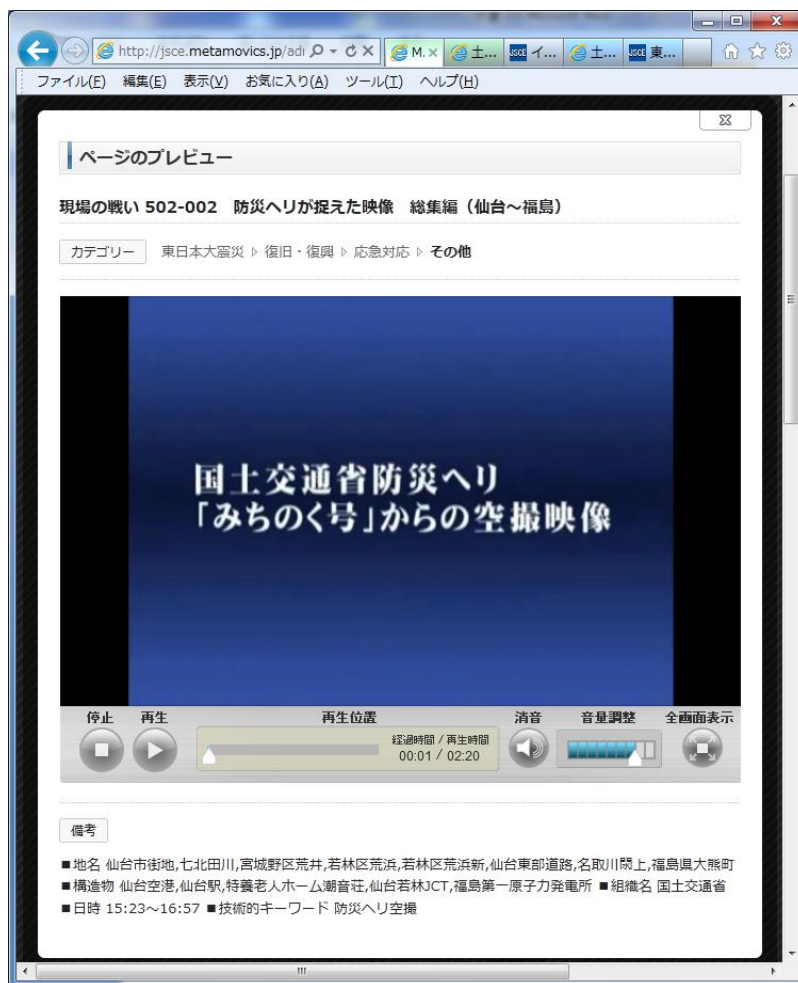 http://jsce.metamovics.jp/adı
M.
土...
イ...
土...
東...
ファイル(F) 編集(E) 表示(V) お気に入り(A) ツール(T) ヘルプ(H)
ページのプレビュー
現場の戦い 502-002 防災ヘリが捉えた映像 総集編（仙台～福島）
カテゴリー 東日本大震災 ▷ 復旧・復興 ▷ 応急対応 ▷ その他
国土交通省防災ヘリ
「みちのく号」からの空撮映像
停止 再生 再生位置 消音 音量調整 全画面表示
経過時間 / 再生時間
00:01 / 02:20
備考
■地名 仙台市街地,七北田川,宮城野区荒井,若林区荒浜,若林区荒浜新,仙台東部道路,名取川閖上,福島県大熊町
■構造物 仙台空港,仙台駅,特養老人ホーム潮音荘,仙台若林JCT,福島第一原子力発電所 ■組織名 国土交通省
■日時 15:23～16:57 ■技術的キーワード 防災ヘリ空撮